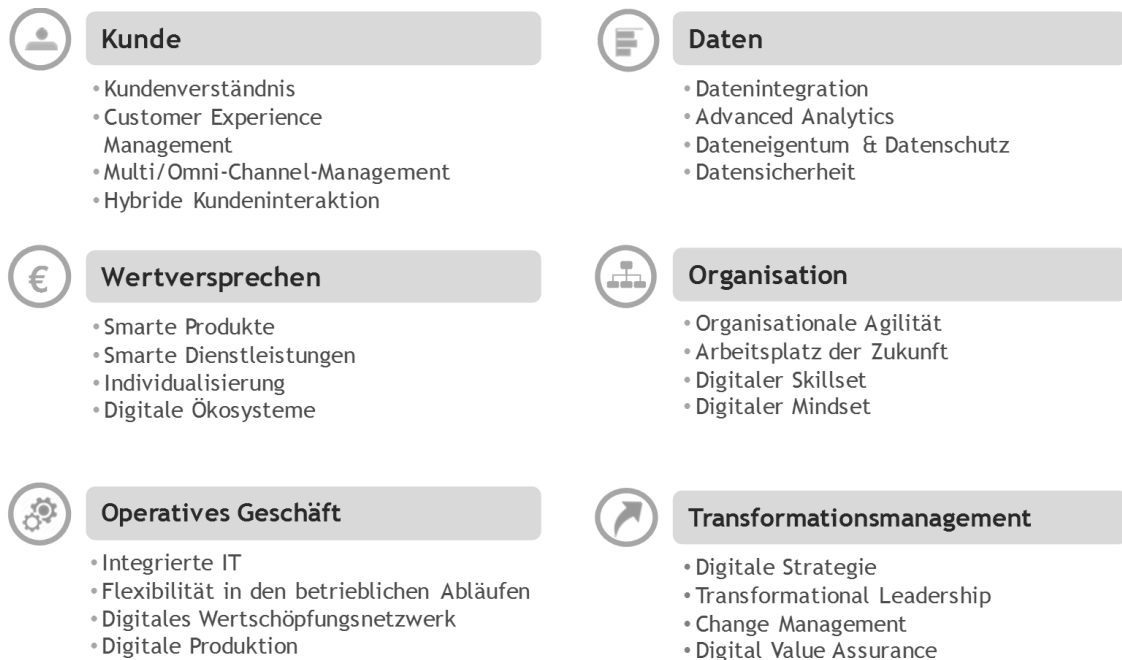 Kunde
• Kundenverständnis
• Customer Experience
Management
• Multi/Omni-Channel-Management
• Hybride Kundeninteraktion
Daten
• Datenintegration
• Advanced Analytics
• Dateneigentum & Datenschutz
• Datensicherheit
€
Wertversprechen
• Smarte Produkte
• Smarte Dienstleistungen
• Individualisierung
• Digitale Ökosysteme
Organisation
• Organisationale Agilität
• Arbeitsplatz der Zukunft
• Digitaler Skillset
• Digitaler Mindset
Operatives Geschäft
• Integrierte IT
• Flexibilität in den betrieblichen Abläufen
• Digitales Wertschöpfungsnetzwerk
• Digitale Produktion
Transformationsmanagement
• Digitale Strategie
• Transformational Leadership
• Change Management
• Digital Value Assurance